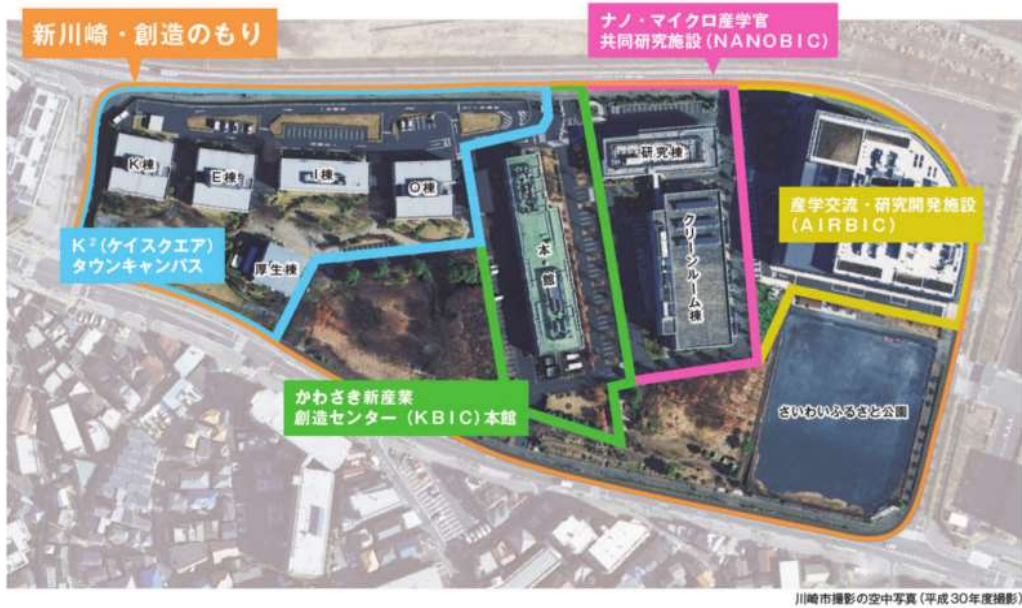 新川崎・創造のもり
ナノ・マイクロ産学官
共同研究施設(NANOBIC)
K棟
E棟
I棟
O棟
研究棟
産学交流・研究開発施設
(AIRBIC)
K²(ケイスクエア)
タウンキャンパス
厚生棟
本館
クリーンルーム棟
かわさき新産業
創造センター(KBIC)本館
さいわいふるさと公園
川崎市撮影の空中写真(平成30年度撮影)